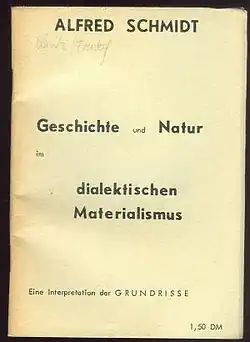 ALFRED SCHMIDT
Geschichte und Natur
im
dialektischen
Materialismus
Eine Interpretation der GRUNDRISSE
1,50 DM